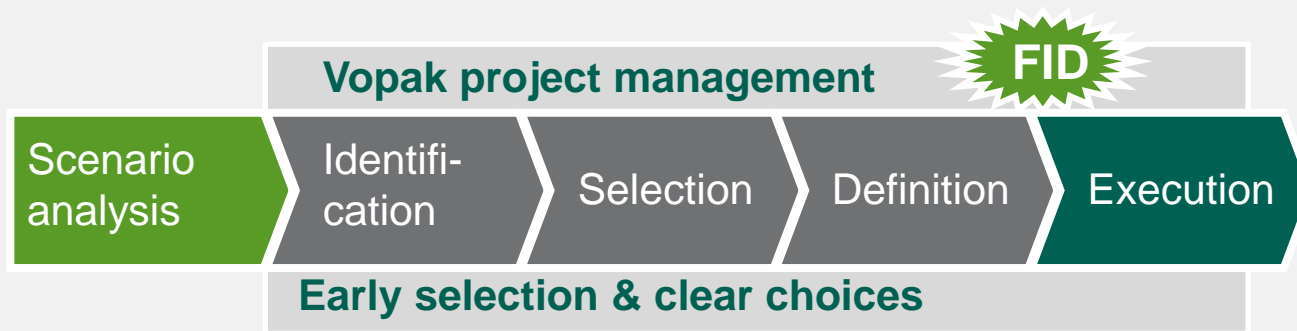 FID
Vopak project management
Scenario
analysis
Identifi-
cation
Selection
Definition
Execution
Early selection & clear choices